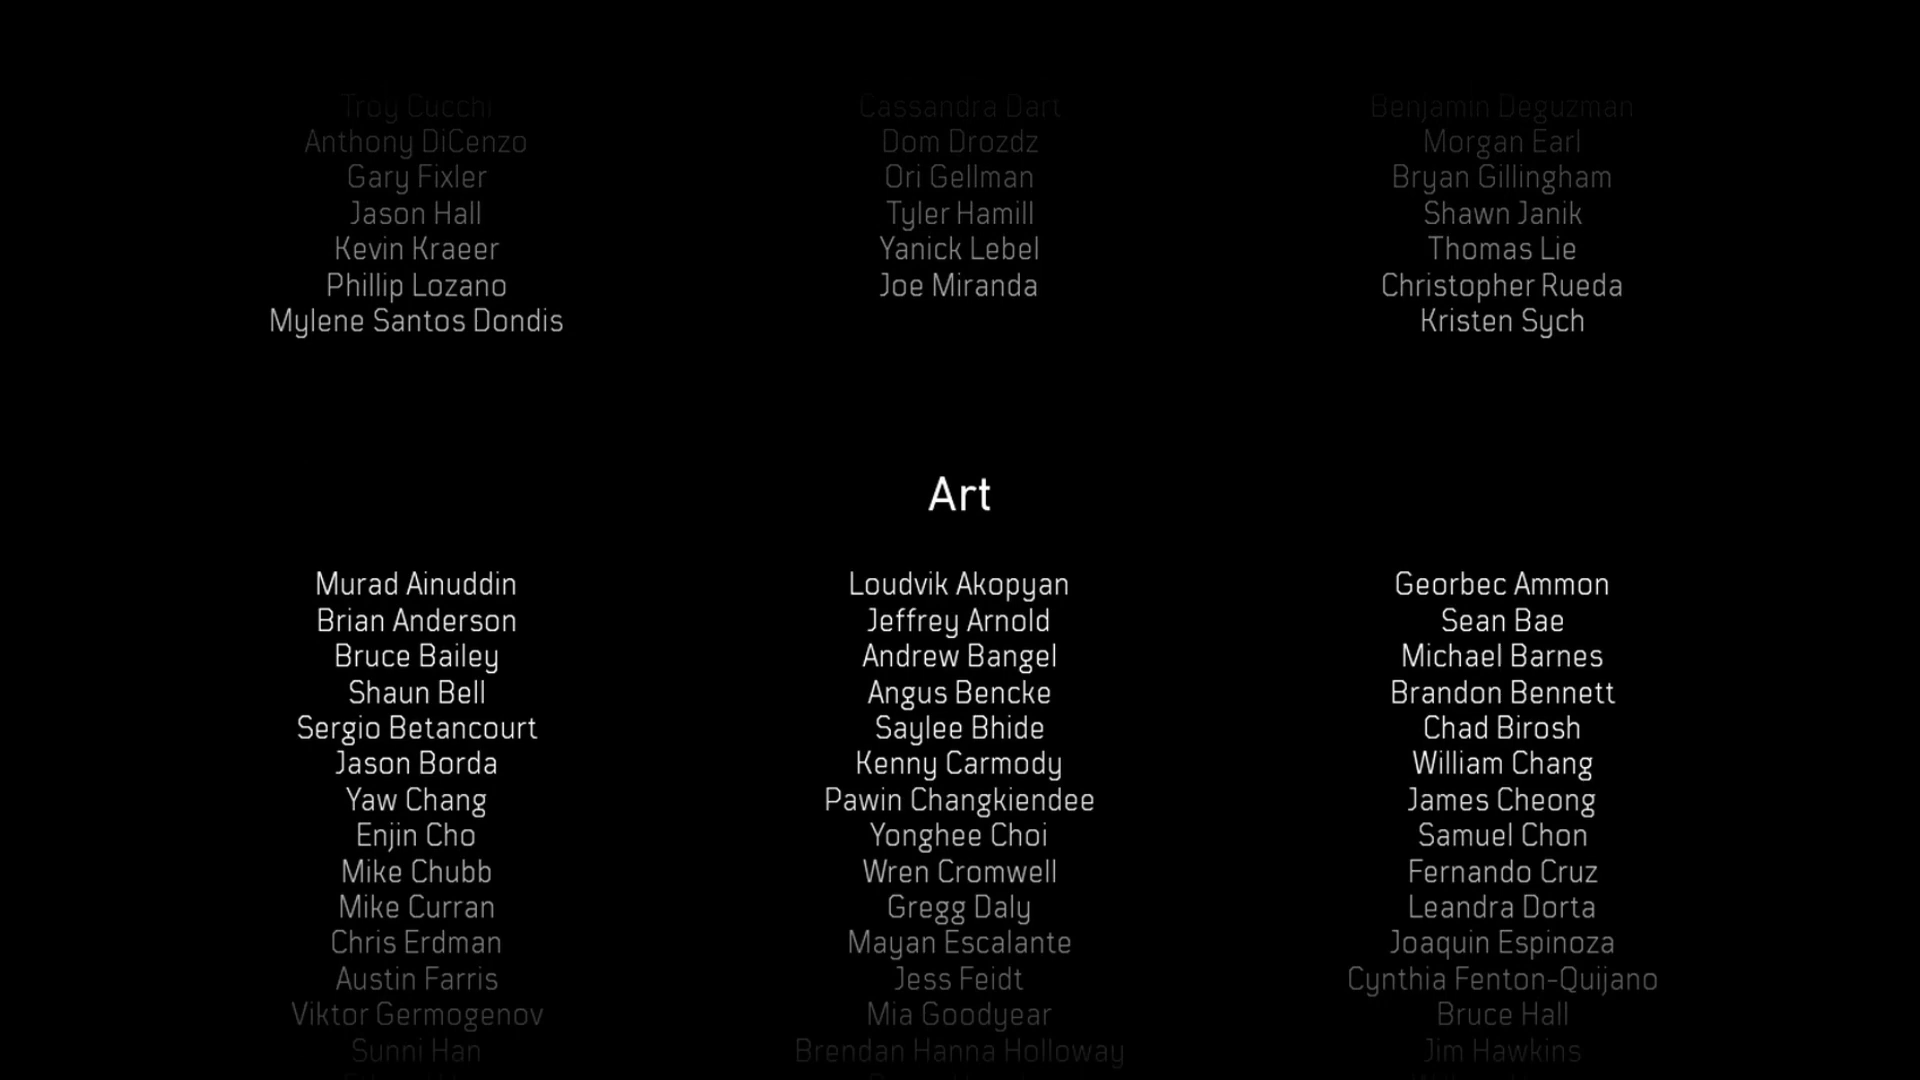 Troy Cucchi Cassandra Dart Benjamin Deguzman
Anthony DiCenzo Dom Drozdz Morgan Earl
Gary Fixler Ori Gellman Bryan Gillingham
Jason Hall Tyler Hamill Shawn Janik
Kevin Kraeer Yanick Lebel Thomas Lie
Phillip Lozano Joe Miranda Christopher Rueda
Mylene Santos Dondis Kristen Sych
Art
Murad Ainuddin Loudvik Akopyan Georbec Ammon
Brian Anderson Jeffrey Arnold Sean Bae
Bruce Bailey Andrew Bangel Michael Barnes
Shaun Bell Angus Bencke Brandon Bennett
Sergio Betancourt Saylee Bhide Chad Birosh
Jason Borda Kenny Carmody William Chang
Yaw Chang Pawin Changkiendee James Cheong
Enjin Cho Yonghee Choi Samuel Chon
Mike Chubb Wren Cromwell Fernando Cruz
Mike Curran Gregg Daly Leandra Dorta
Chris Erdman Mayan Escalante Joaquin Espinoza
Austin Farris Jess Feidt Cynthia Fenton-Quijano
Viktor Germogenov Mia Goodyear Bruce Hall
Sunni Han Brendan Hanna Holloway Jim Hawkins